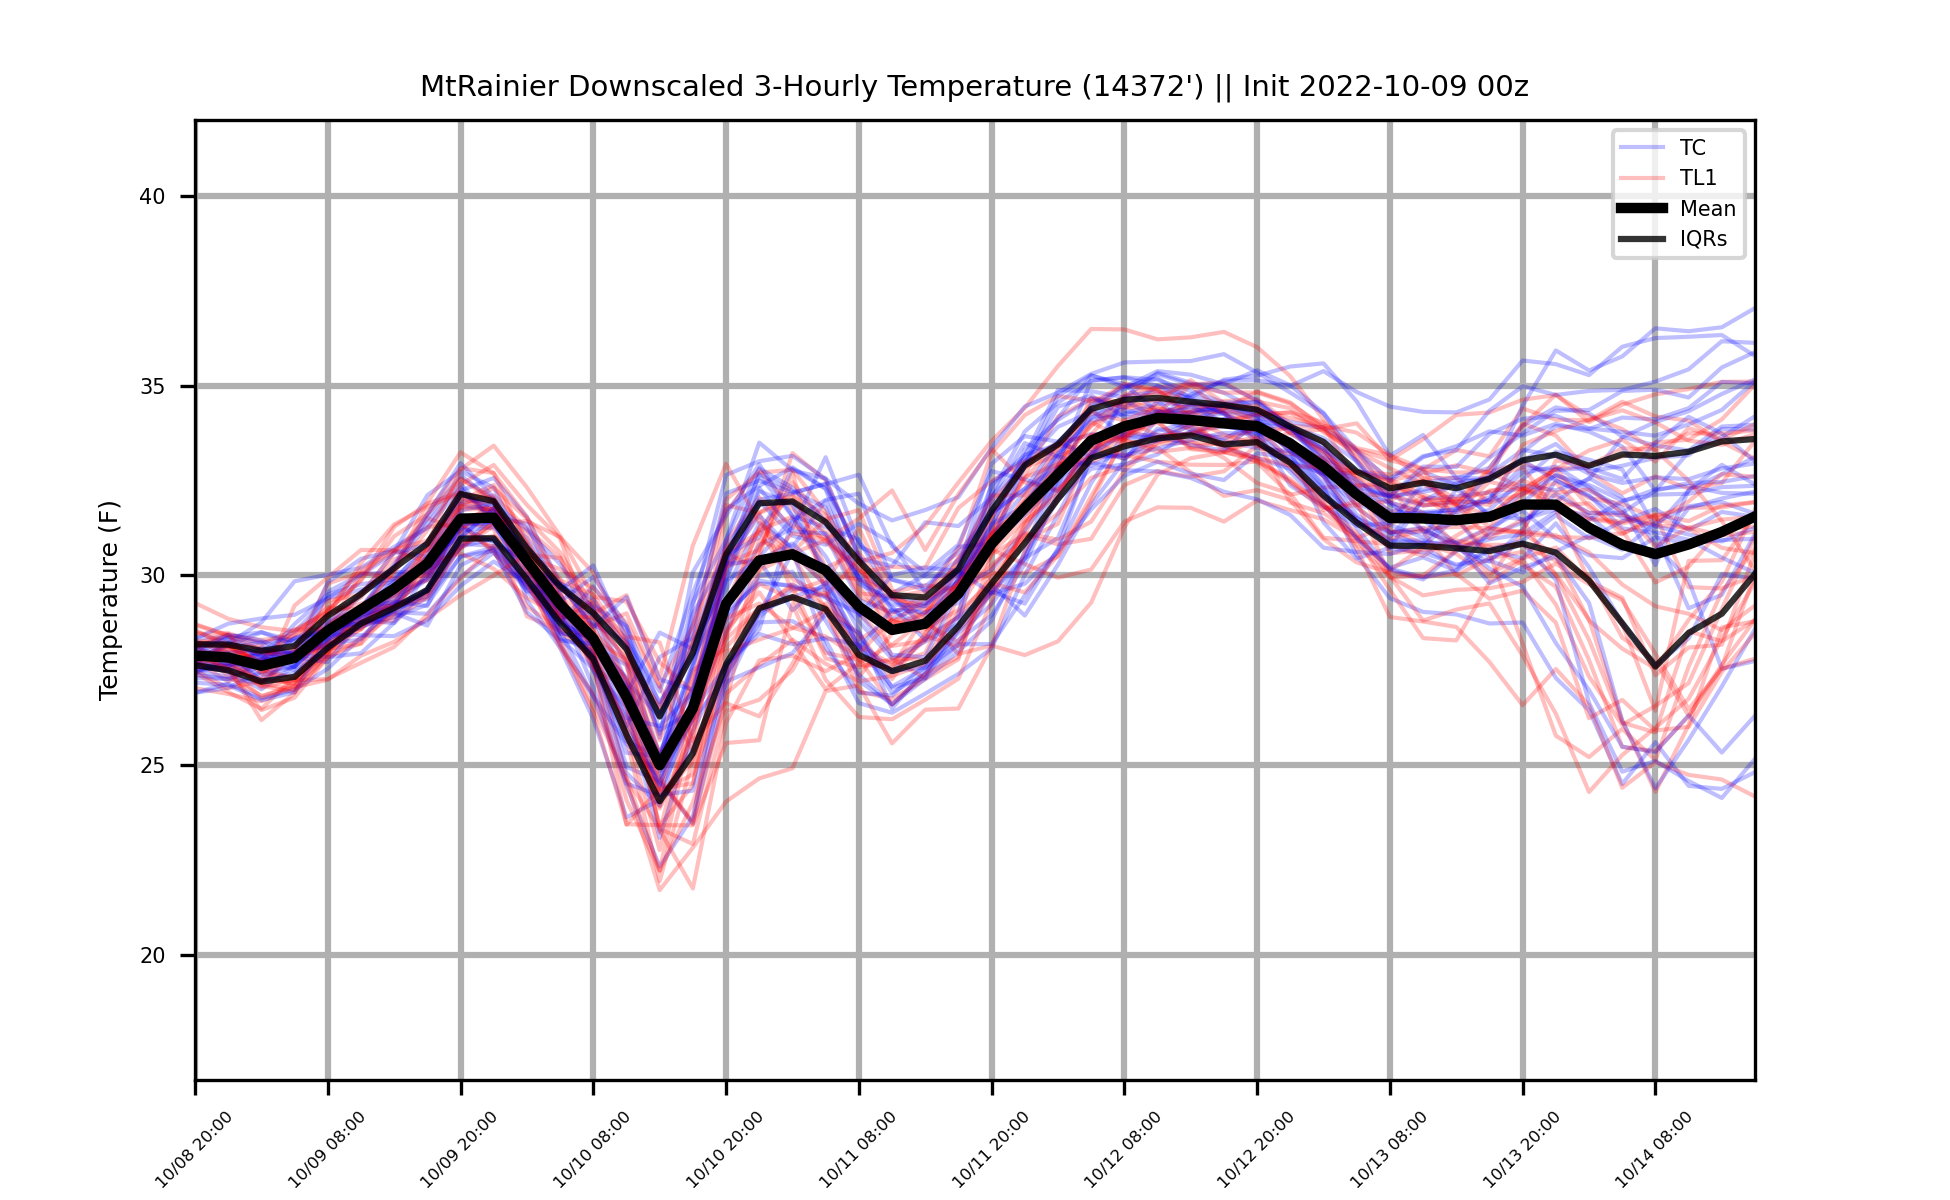 MtRainier Downscaled 3-Hourly Temperature (14372') || Init 2022-10-09 00z
TC
TL1
Mean
IQRs
Temperature (F)
40
35
30
25
20
10/08 20:00
10/09 08:00
10/09 20:00
10/10 08:00
10/10 20:00
10/11 08:00
10/11 20:00
10/12 08:00
10/12 20:00
10/13 08:00
10/13 20:00
10/14 08:00